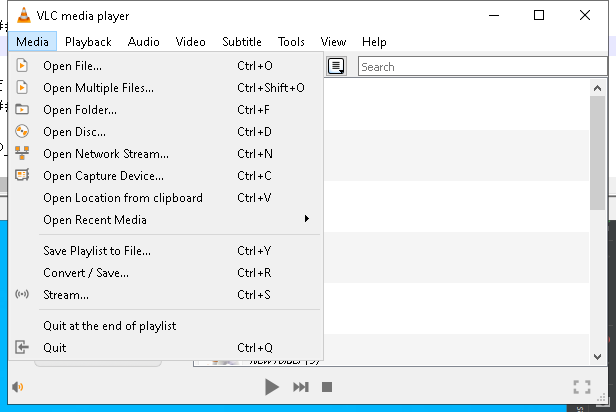 VLC media player
Media Playback Audio Video Subtitle Tools View Help
Search
Open File... Ctrl+O
Open Multiple Files... Ctrl+Shift+O
Open Folder... Ctrl+F
Open Disc... Ctrl+D
Open Network Stream... Ctrl+N
Open Capture Device... Ctrl+C
Open Location from clipboard Ctrl+V
Open Recent Media
Save Playlist to File... Ctrl+Y
Convert / Save... Ctrl+R
Stream... Ctrl+S
Quit at the end of playlist
Quit Ctrl+Q